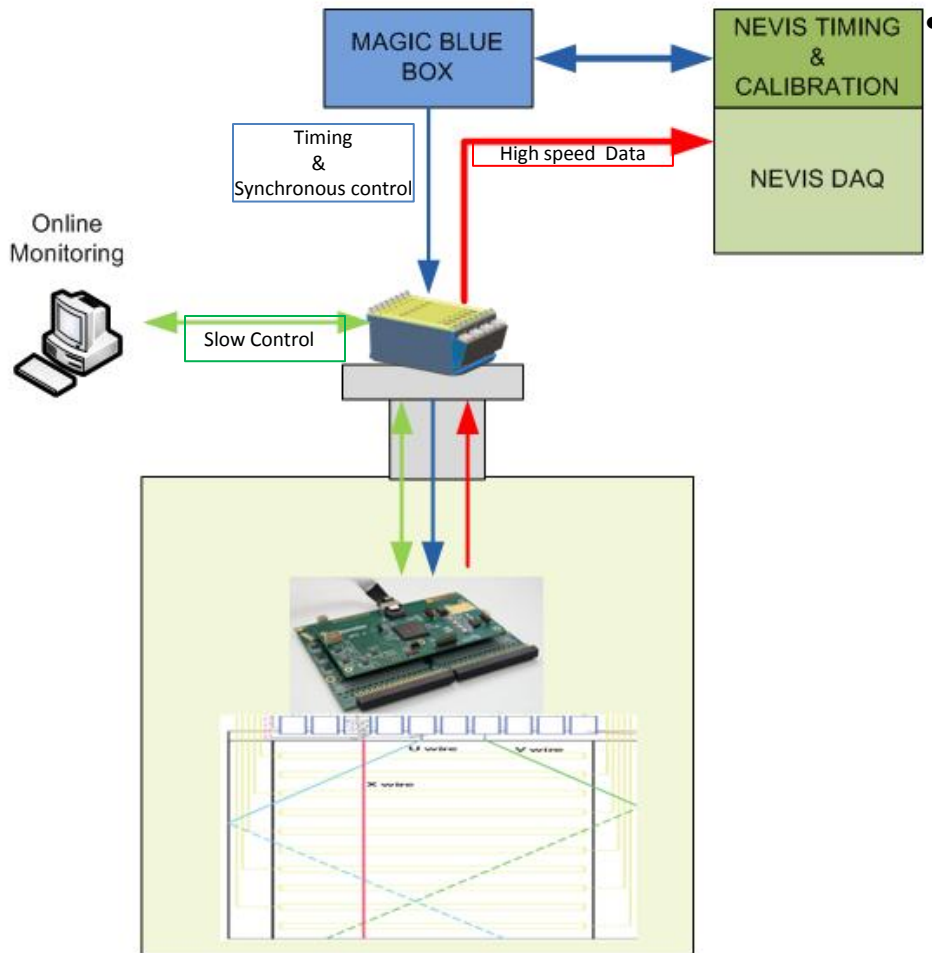 MAGIC BLUE
BOX
NEVIS TIMING
&
CALIBRATION
NEVIS DAQ
Timing
&
Synchronous control
High speed Data
Online
Monitoring
Slow Control
U wire
V wire
X wire